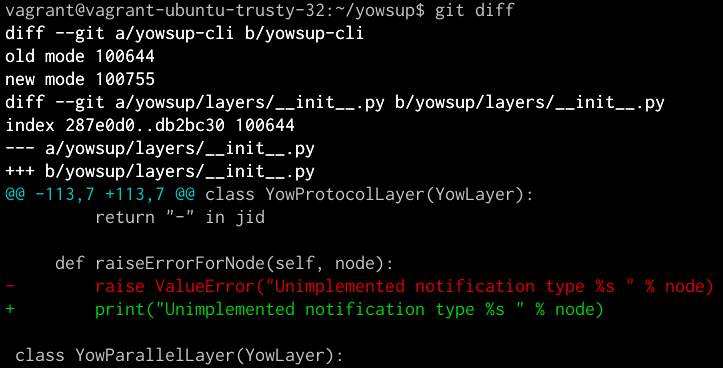 vagrant@vagrant-ubuntu-trusty-32:~/yowsup$ git diff
diff --git a/yowsup-cli b/yowsup-cli
old mode 100644
new mode 100755
diff --git a/yowsup/layers/__init__.py b/yowsup/layers/__init__.py
index 287e0d0..db2bc30 100644
--- a/yowsup/layers/__init__.py
+++ b/yowsup/layers/__init__.py
@@ -113,7 +113,7 @@ class YowProtocolLayer(YowLayer):
         return "-" in jid

     def raiseErrorForNode(self, node):
-        raise ValueError("Unimplemented notification type %s " % node)
+        print("Unimplemented notification type %s " % node)

 class YowParallelLayer(YowLayer):